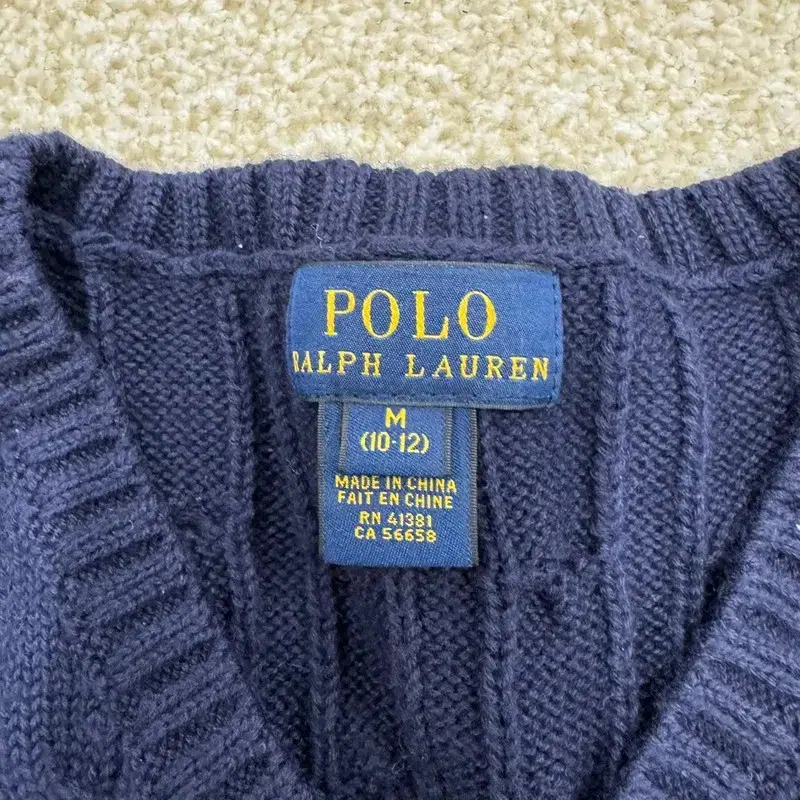 POLO
RALPH LAUREN
M
(10-12)
MADE IN CHINA
FAIT EN CHINE
RN 41381
CA 56658